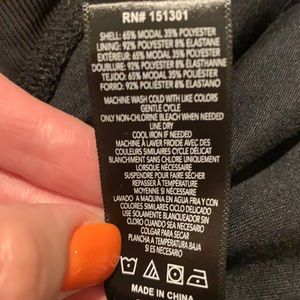 RN# 151301
SHELL: 65% MODAL 35% POLYESTER
LINING: 92% POLYESTER 8% ELASTANE
EXTÉRIEUR: 65% MODAL 35% POLYESTER
DOUBLURE: 92% POLYESTER 8% ELASTANE
TEJIDO: 65% MODAL 35% POLIÉSTER
FORRO: 92% POLIÉSTER 8% ELASTANO
MACHINE WASH COLD WITH LIKE COLORS
GENTLE CYCLE
ONLY NON-CHLORINE BLEACH WHEN NEEDED
LINE DRY
COOL IRON IF NEEDED
MACHINE À LAVER FROIDE AVEC DES
COULEURS SIMILAIRES CYCLE DÉLICAT
BLANCHIMENT SANS CHLORE UNIQUEMENT
LORSQUE NÉCESSAIRE
SUSPENDRE POUR FAIRE SÉCHER
REPASSER À TEMPÉRATURE
MOYENNE SI NÉCESSAIRE
LAVADO A MAQUINA EN AGUA FRIA Y CON
COLORES SIMILARES CICLO DELICADO
USE SOLAMENTE BLANQUEADOR SIN
CLORO CUANDO SEA NECESARIO
COLGAR PARA SECAR
PLANCHA A TEMPERATURA MEDIANA
SI ES NECESARIO
MADE IN CHINA